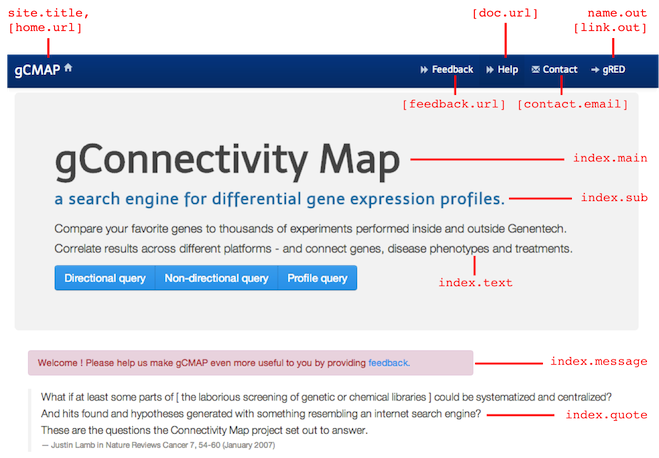 site.title,
[home.url]
[doc.url]
name.out
[link.out]
gCMAP
Feedback
Help
Contact
gRED
[feedback.url]
[contact.email]
gConnectivity Map
index.main
a search engine for differential gene expression profiles.
index.sub
Compare your favorite genes to thousands of experiments performed inside and outside Genentech.
Correlate results across different platforms - and connect genes, disease phenotypes and treatments.
Directional query
Non-directional query
Profile query
index.text
Welcome ! Please help us make gCMAP even more useful to you by providing feedback.
index.message
What if at least some parts of [ the laborious screening of genetic or chemical libraries ] could be systematized and centralized?
And hits found and hypotheses generated with something resembling an internet search engine?
index.quote
These are the questions the Connectivity Map project set out to answer.
— Justin Lamb in Nature Reviews Cancer 7, 54-60 (January 2007)